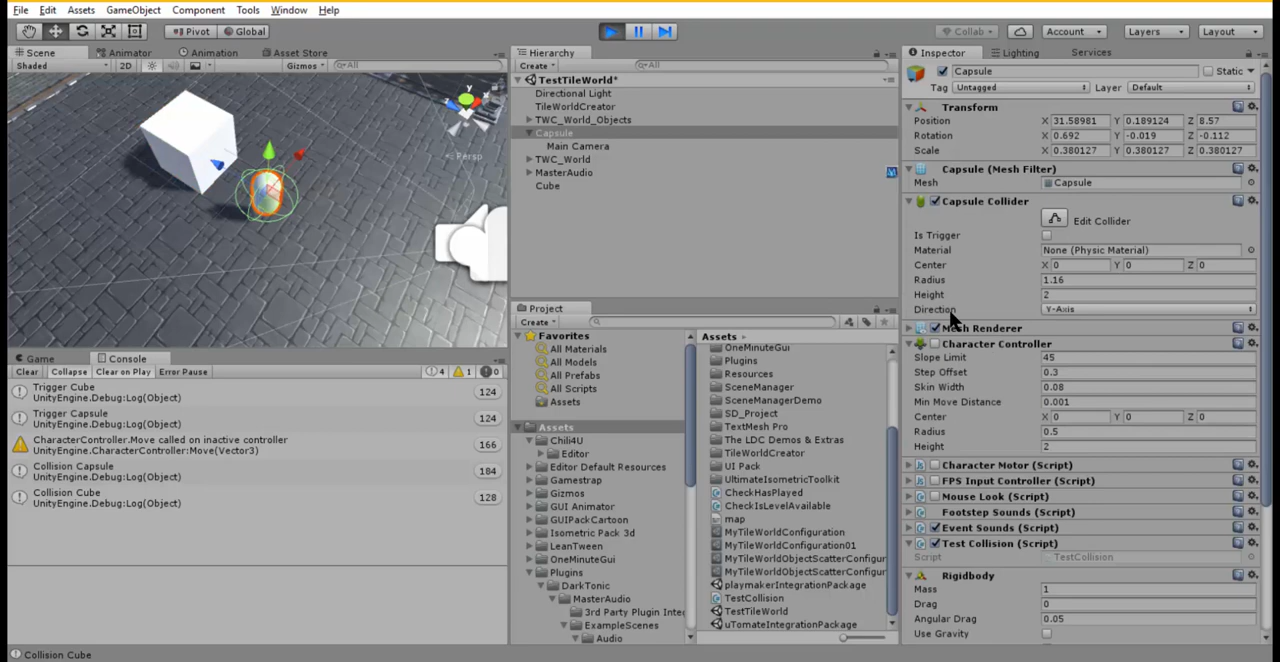 File Edit Assets GameObject Component Tools Window Help
Pivot Global Collab Account Layers Layout
Scene Animator Animation Asset Store
Shaded 2D Gizmos All
y
Persp
Game Console
Clear Collapse Clear on Play Error Pause 4 1 0
Trigger Cube
UnityEngine.Debug:Log(Object)
124
Trigger Capsule
UnityEngine.Debug:Log(Object)
124
CharacterController.Move called on inactive controller
UnityEngine.CharacterController:Move(Vector3)
166
Collision Capsule
UnityEngine.Debug:Log(Object)
184
Collision Cube
UnityEngine.Debug:Log(Object)
128
Collision Cube
Hierarchy
Create All
TestTileWorld*
Directional Light
TileWorldCreator
TWC_World_Objects
Capsule
Main Camera
TWC_World
MasterAudio
Cube
Project
Create
Favorites
All Materials
All Models
All Prefabs
All Scripts
Assets
Assets
Chili4U
Editor
Editor Default Resources
Gamestrap
Gizmos
GUI Animator
GUIPackCartoon
Isometric Pack 3d
LeanTween
OneMinuteGui
Plugins
DarkTonic
MasterAudio
3rd Party Plugin Inte
ExampleScenes
Audio
Assets
OneMinuteGui
Plugins
Resources
SceneManager
SceneManagerDemo
SD_Project
TextMesh Pro
The LDC Demos & Extras
TileWorldCreator
UI Pack
UltimateIsometricToolkit
CheckHasPlayed
CheckIsLevelAvailable
map
MyTileWorldConfiguration
MyTileWorldConfiguration01
MyTileWorldObjectScatterConfigur
MyTileWorldObjectScatterConfigur
playmakerIntegrationPackage
TestCollision
TestTileWorld
uTomateIntegrationPackage
Inspector Lighting Services
Capsule Static
Tag Untagged Layer Default
Transform
Position X 31.58981 Y 0.189124 Z 8.57
Rotation X 0.692 Y -0.019 Z -0.112
Scale X 0.380127 Y 0.380127 Z 0.380127
Capsule (Mesh Filter)
Mesh Capsule
Capsule Collider
Edit Collider
Is Trigger
Material None (Physic Material)
Center X 0 Y 0 Z 0
Radius 1.16
Height 2
Direction Y-Axis
Mesh Renderer
Character Controller
Slope Limit 45
Step Offset 0.3
Skin Width 0.08
Min Move Distance 0.001
Center X 0 Y 0 Z 0
Radius 0.5
Height 2
Character Motor (Script)
FPS Input Controller (Script)
Mouse Look (Script)
Footstep Sounds (Script)
Event Sounds (Script)
Test Collision (Script)
Script TestCollision
Rigidbody
Mass 1
Drag 0
Angular Drag 0.05
Use Gravity